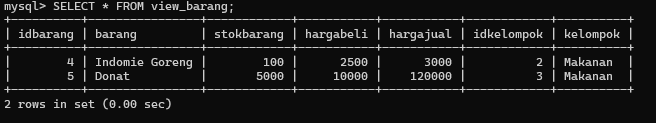 mysql> SELECT * FROM view_barang;
+----------+----------------+------------+-----------+-----------+------------+----------+
| idbarang | barang         | stokbarang | hargabeli | hargajual | idkelompok | kelompok |
+----------+----------------+------------+-----------+-----------+------------+----------+
|        4 | Indomie Goreng |        100 |      2500 |      3000 |          2 | Makanan  |
|        5 | Donat          |       5000 |     10000 |    120000 |          3 | Makanan  |
+----------+----------------+------------+-----------+-----------+------------+----------+
2 rows in set (0.00 sec)